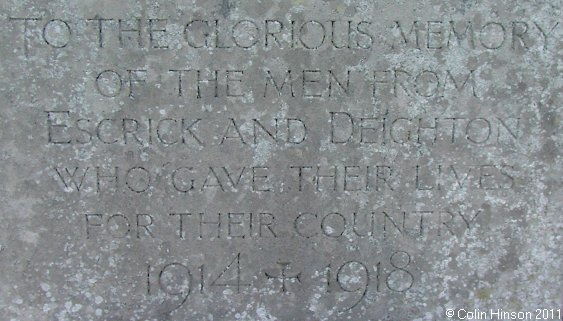 TO THE GLORIOUS MEMORY
OF THE MEN FROM
ESCRICK AND DEIGHTON
WHO GAVE THEIR LIVES
FOR THEIR COUNTRY
1914 ✠ 1918
© Colin Hinson 2011